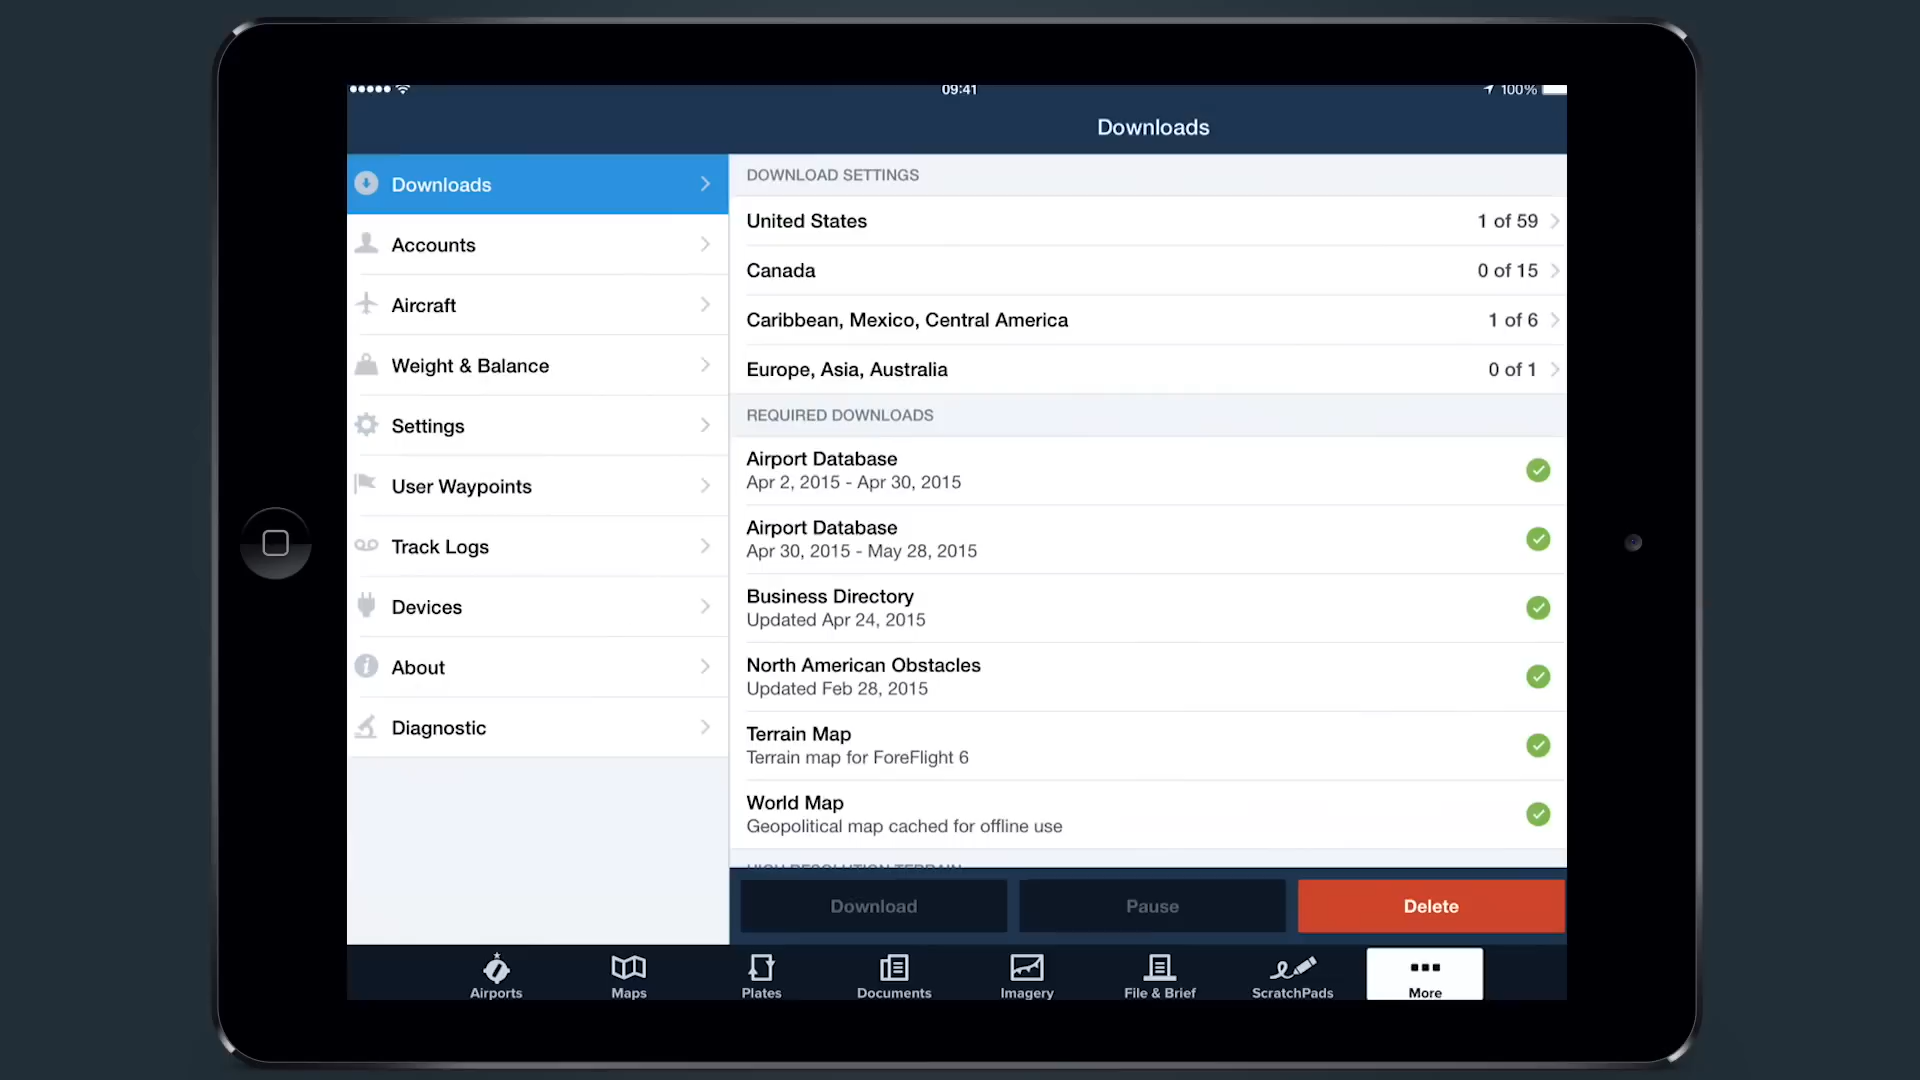 09:41
100%
Downloads
Downloads
Accounts
Aircraft
Weight & Balance
Settings
User Waypoints
Track Logs
Devices
About
Diagnostic
DOWNLOAD SETTINGS
United States 1 of 59
Canada 0 of 15
Caribbean, Mexico, Central America 1 of 6
Europe, Asia, Australia 0 of 1
REQUIRED DOWNLOADS
Airport Database
Apr 2, 2015 - Apr 30, 2015
Airport Database
Apr 30, 2015 - May 28, 2015
Business Directory
Updated Apr 24, 2015
North American Obstacles
Updated Feb 28, 2015
Terrain Map
Terrain map for ForeFlight 6
World Map
Geopolitical map cached for offline use
HIGH RESOLUTION TERRAIN
Download Pause Delete
Airports Maps Plates Documents Imagery File & Brief ScratchPads More